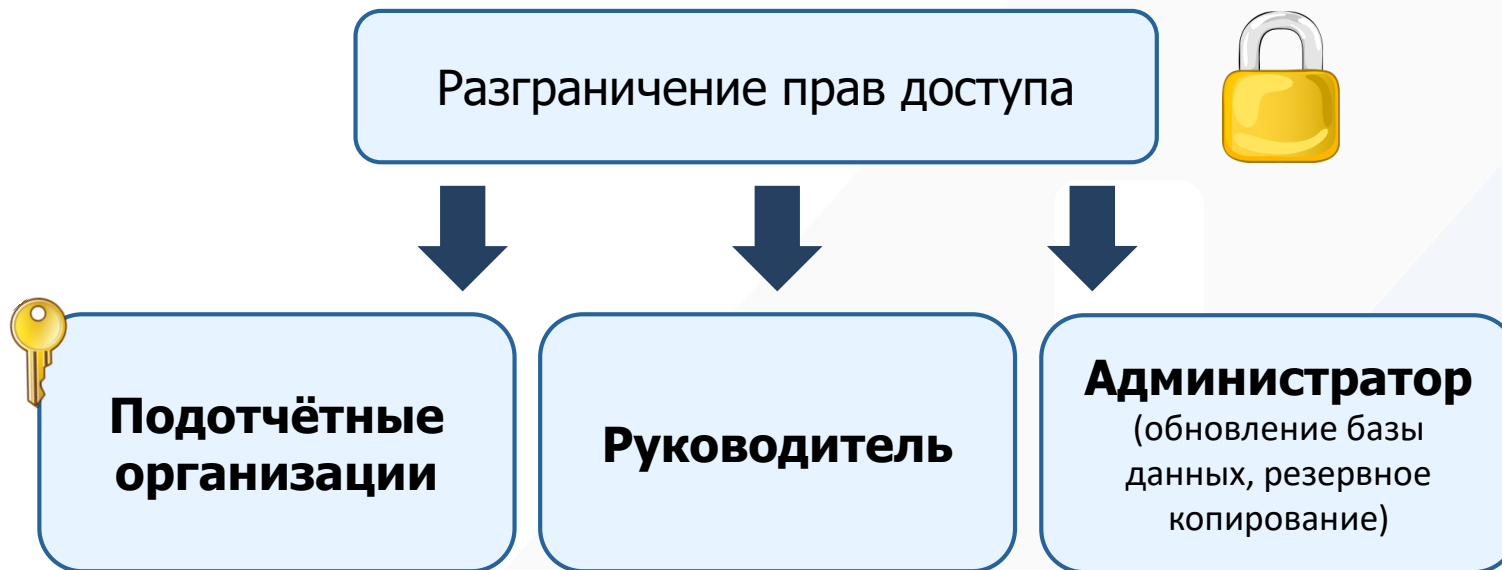 Разграничение прав доступа
Подотчётные
организации
Руководитель
Администратор
(обновление базы
данных, резервное
копирование)